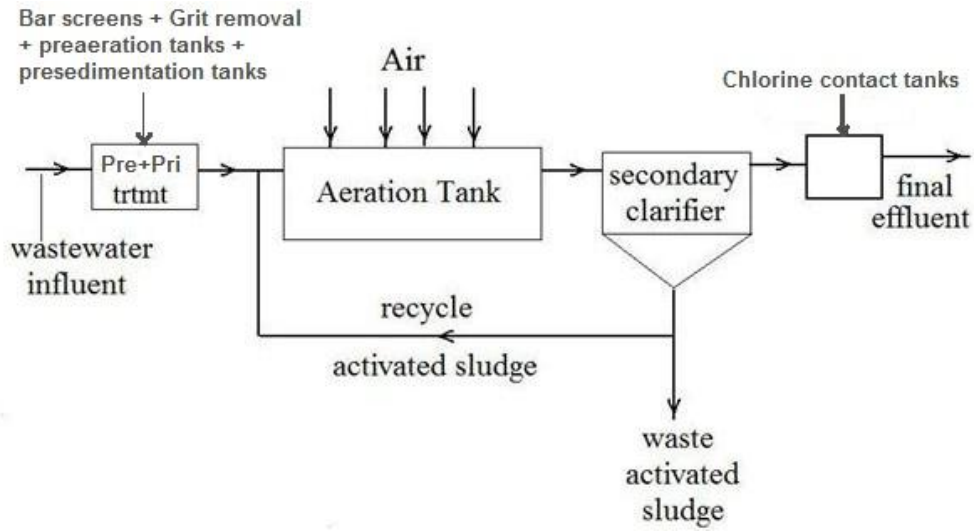 Bar screens + Grit removal
+ preaeration tanks +
presedimentation tanks
Air
Chlorine contact tanks
Pre+Pri
trtmt
Aeration Tank
secondary
clarifier
final
effluent
wastewater
influent
recycle
activated sludge
waste
activated
sludge